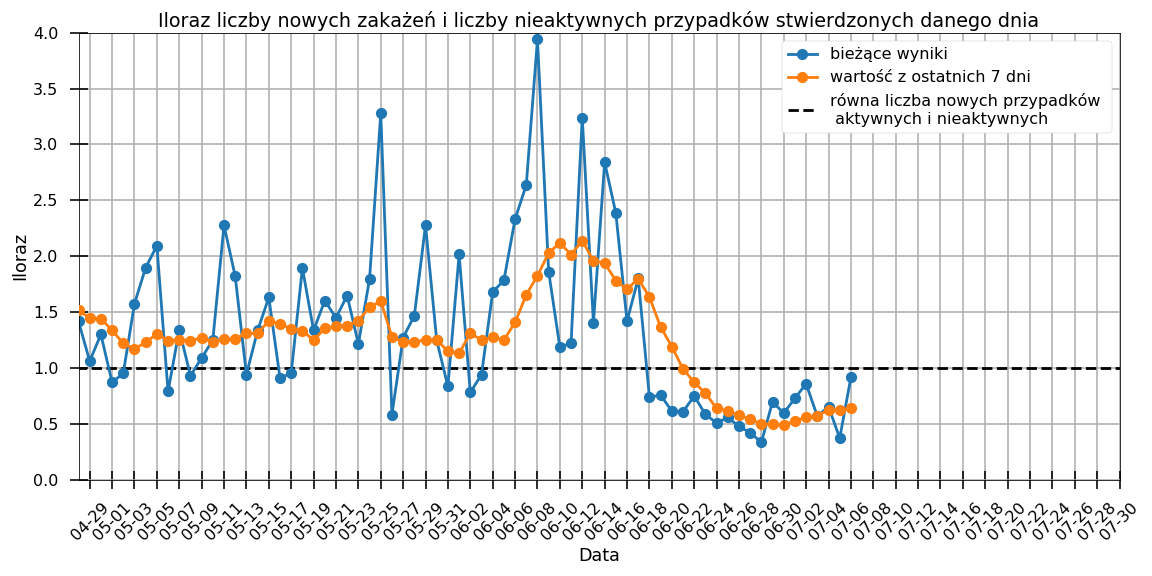 Iloraz liczby nowych zakażeń i liczby nieaktywnych przypadków stwierdzonych danego dnia
4.0
3.5
3.0
2.5
2.0
1.5
1.0
0.5
0.0
Iloraz
bieżące wyniki
wartość z ostatnich 7 dni
równa liczba nowych przypadków
aktywnych i nieaktywnych
04-29 05-01 05-03 05-05 05-07 05-09 05-11 05-13 05-15 05-17 05-19 05-21 05-23 05-25 05-27 05-29 05-31 06-02 06-04 06-06 06-08 06-10 06-12 06-14 06-16 06-18 06-20 06-22 06-24 06-26 06-28 06-30 07-02 07-04 07-06 07-08 07-10 07-12 07-14 07-16 07-18 07-20 07-22 07-24 07-26 07-28 07-30
Data